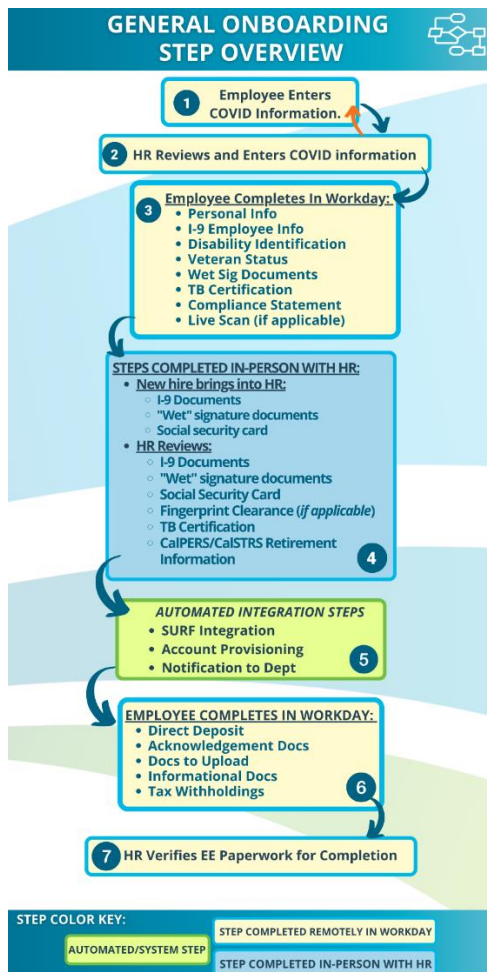 GENERAL ONBOARDING
STEP OVERVIEW
1 Employee Enters
COVID Information.
2 HR Reviews and Enters COVID information
3 Employee Completes In Workday:
• Personal Info
• I-9 Employee Info
• Disability Identification
• Veteran Status
• Wet Sig Documents
• TB Certification
• Compliance Statement
• Live Scan (if applicable)
STEPS COMPLETED IN-PERSON WITH HR:
• New hire brings into HR:
○ I-9 Documents
○ "Wet" signature documents
○ Social security card
• HR Reviews:
○ I-9 Documents
○ "Wet" signature documents
○ Social Security Card
○ Fingerprint Clearance (if applicable)
○ TB Certification
○ CalPERS/CalSTRS Retirement
Information
4
AUTOMATED INTEGRATION STEPS
• SURF Integration
• Account Provisioning
• Notification to Dept
5
EMPLOYEE COMPLETES IN WORKDAY:
• Direct Deposit
• Acknowledgement Docs
• Docs to Upload
• Informational Docs
• Tax Withholdings
6
7 HR Verifies EE Paperwork for Completion
STEP COLOR KEY:
STEP COMPLETED REMOTELY IN WORKDAY
AUTOMATED/SYSTEM STEP
STEP COMPLETED IN-PERSON WITH HR